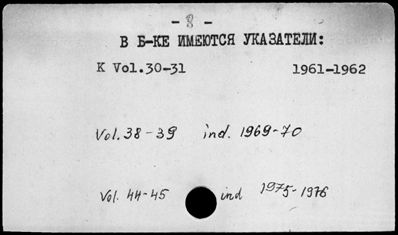 - 8 -
В Б-КЕ ИМЕЮТСЯ УКАЗАТЕЛИ:
К Vol.30-31 1961-1962
Vol. 38-39 ind. 1969-70
Vol. 44-45 ind 1975-1976